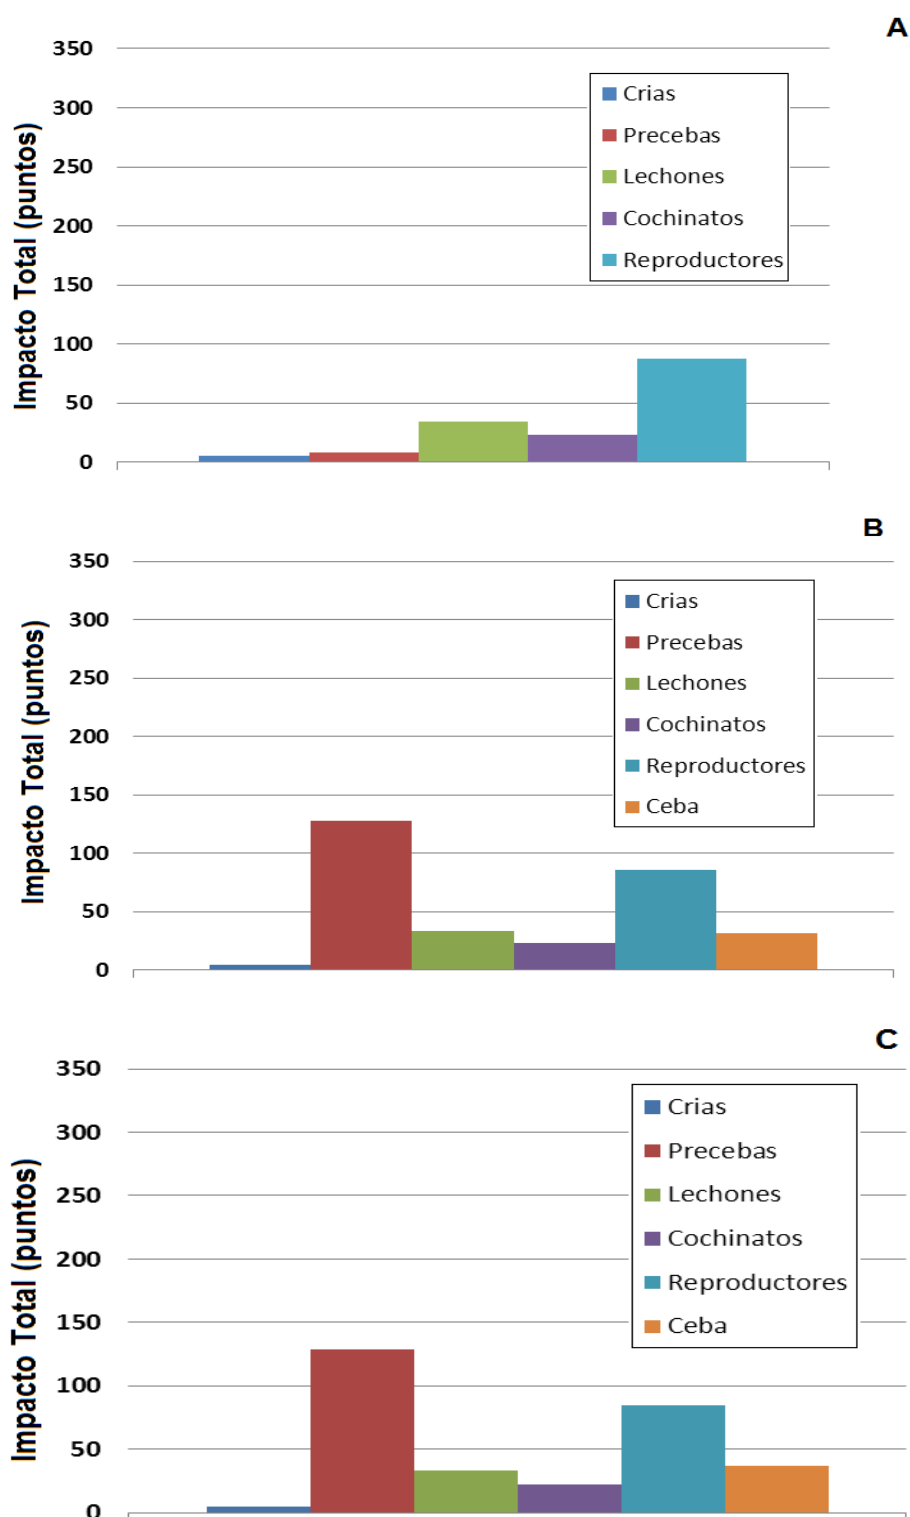 A
350
300
250
200
150
100
50
0
Impacto Total (puntos)
Crias
Precebas
Lechones
Cochinatos
Reproductores
B
350
300
250
200
150
100
50
0
Impacto Total (puntos)
Crias
Precebas
Lechones
Cochinatos
Reproductores
Ceba
C
350
300
250
200
150
100
50
0
Impacto Total (puntos)
Crias
Precebas
Lechones
Cochinatos
Reproductores
Ceba